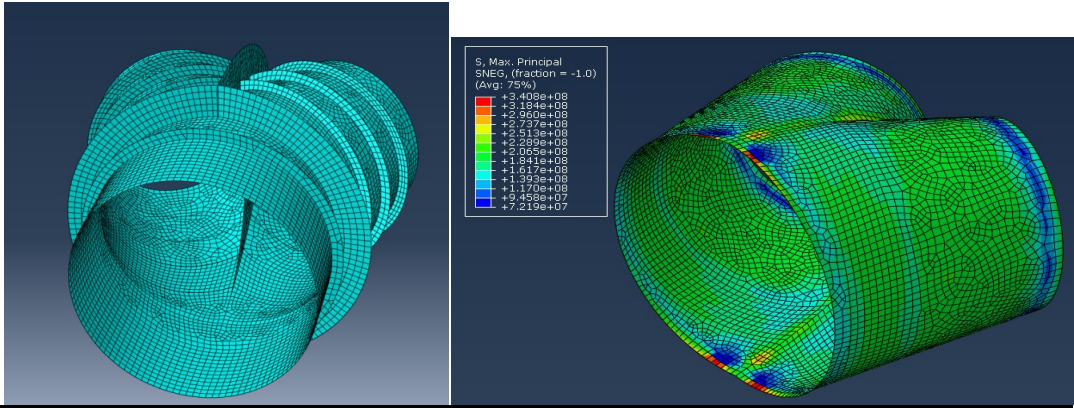 S, Max. Principal
SNEG, (fraction = -1.0)
(Avg: 75%)
+3.408e+08
+3.184e+08
+2.960e+08
+2.737e+08
+2.513e+08
+2.289e+08
+2.065e+08
+1.841e+08
+1.617e+08
+1.393e+08
+1.170e+08
+9.458e+07
+7.219e+07